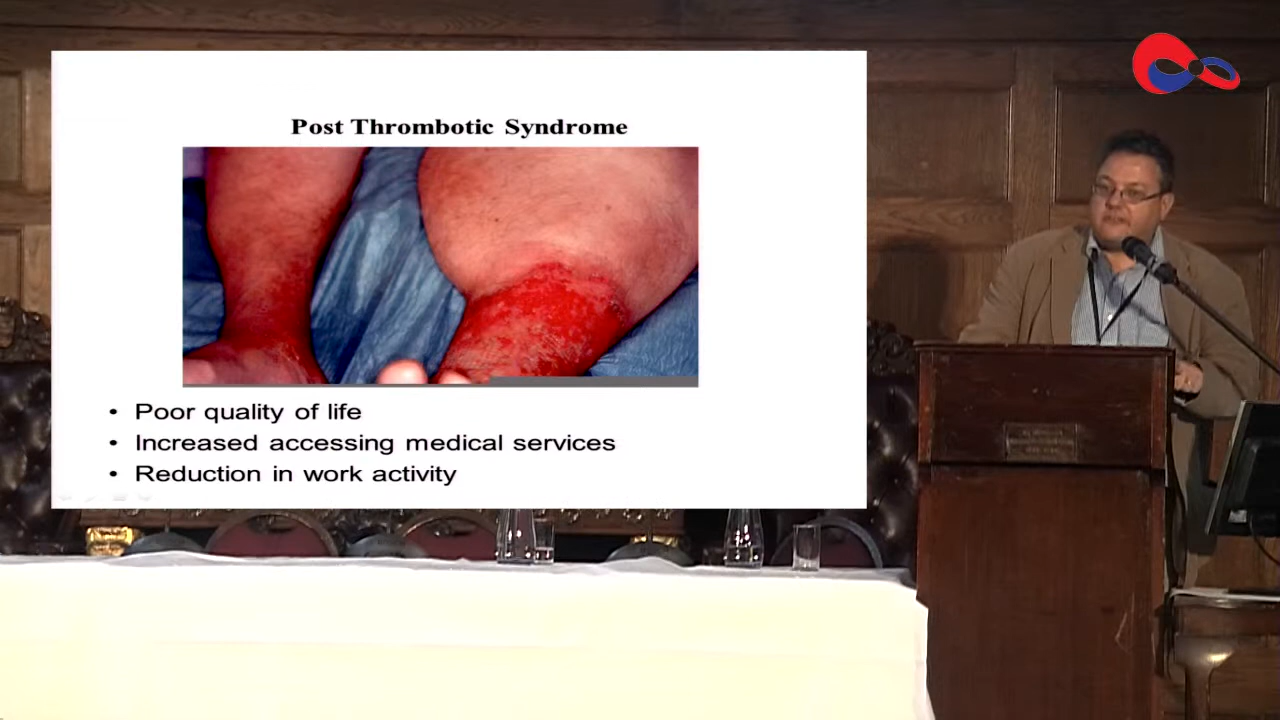 Post Thrombotic Syndrome
• Poor quality of life
• Increased accessing medical services
• Reduction in work activity